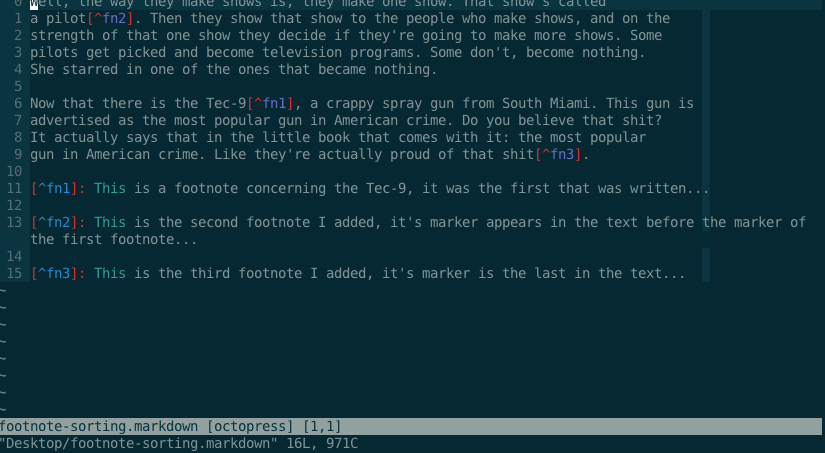 0 Well, the way they make shows is, they make one show. That show's called
1 a pilot[^fn2]. Then they show that show to the people who make shows, and on the
2 strength of that one show they decide if they're going to make more shows. Some
3 pilots get picked and become television programs. Some don't, become nothing.
4 She starred in one of the ones that became nothing.
5
6 Now that there is the Tec-9[^fn1], a crappy spray gun from South Miami. This gun is
7 advertised as the most popular gun in American crime. Do you believe that shit?
8 It actually says that in the little book that comes with it: the most popular
9 gun in American crime. Like they're actually proud of that shit[^fn3].
10
11 [^fn1]: This is a footnote concerning the Tec-9, it was the first that was written...
12
13 [^fn2]: This is the second footnote I added, it's marker appears in the text before the marker of
the first footnote...
14
15 [^fn3]: This is the third footnote I added, it's marker is the last in the text...
~
~
~
~
~
~
~
~
footnote-sorting.markdown [octopress] [1,1]
"Desktop/footnote-sorting.markdown" 16L, 971C